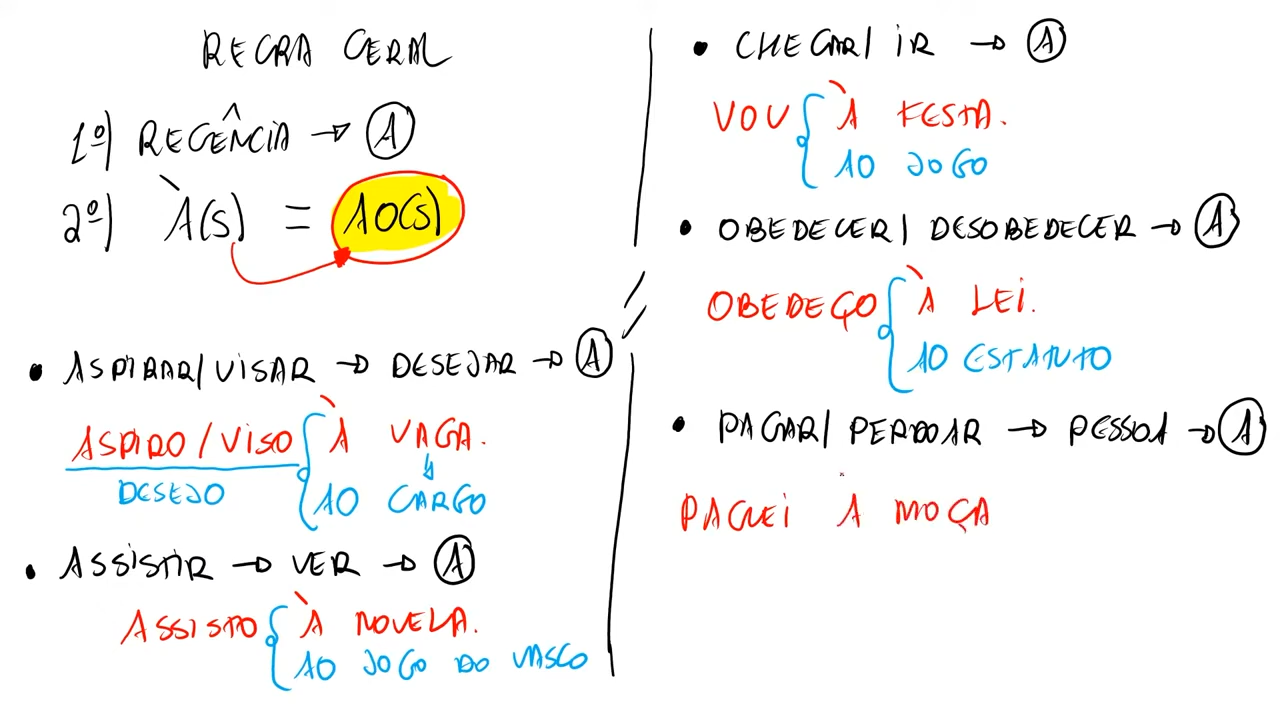 REGRA GERAL
1º) REGÊNCIA → A
2º) À(S) = AO(S)
• ASPIRAR/VISAR → DESEJAR → A
ASPIRO/VISO { À VAGA.
DESEJO AO CARGO
• ASSISTIR → VER → A
ASSISTO { À NOVELA.
AO JOGO DO VASCO
• CHEGAR/IR → A
VOU { À FESTA.
AO JOGO
• OBEDECER/DESOBEDECER → A
OBEDEÇO { À LEI.
AO ESTATUTO
• PAGAR/PERDOAR → PESSOA → A
PAGUEI A MOÇA